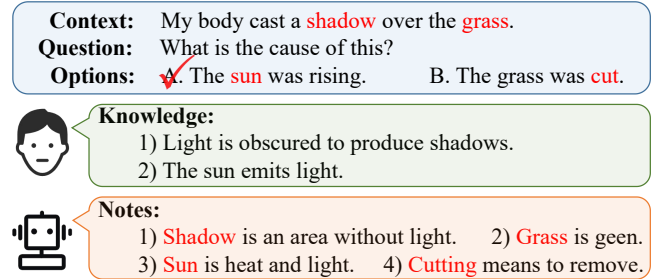 Context: My body cast a shadow over the grass.
Question: What is the cause of this?
Options: A. The sun was rising. B. The grass was cut.
Knowledge:
1) Light is obscured to produce shadows.
2) The sun emits light.
Notes:
1) Shadow is an area without light. 2) Grass is geen.
3) Sun is heat and light. 4) Cutting means to remove.